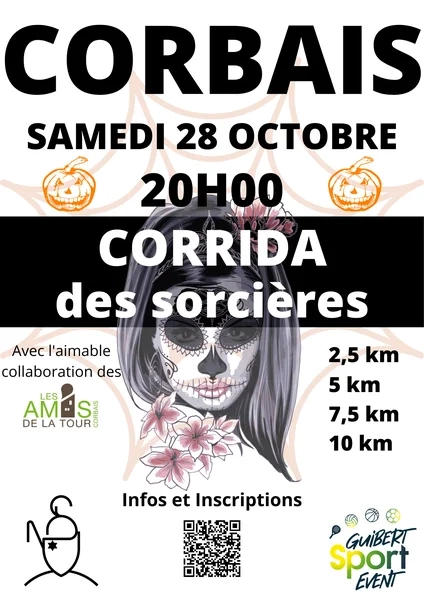 CORBAIS
SAMEDI 28 OCTOBRE
20H00
CORRIDA
des sorcières
Avec l'aimable
collaboration des
LES
AMIS
DE LA TOUR
CORBAIS
2,5 km
5 km
7,5 km
10 km
Infos et Inscriptions
GUIBERT
Sport
EVENT